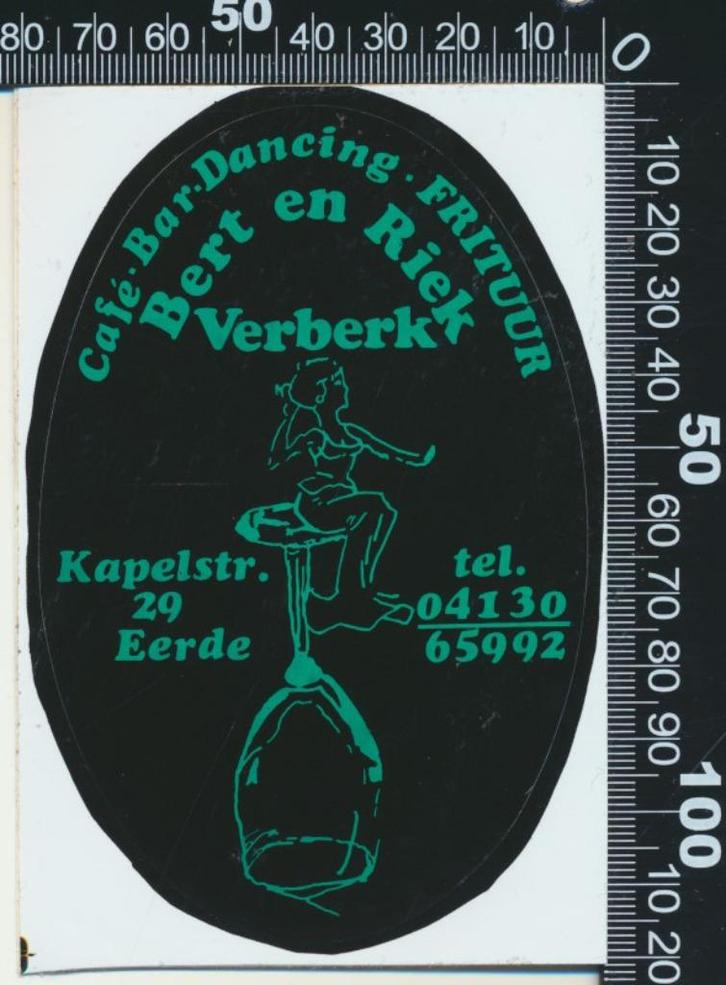 80 70 60 50 40 30 20 10 0
Café·Bar·Dancing·FRITUUR
Bert en Riek
Verberk
Kapelstr.
29
Eerde
tel.
04130
65992
10 20 30 40 50 60 70 80 90 100 10 20